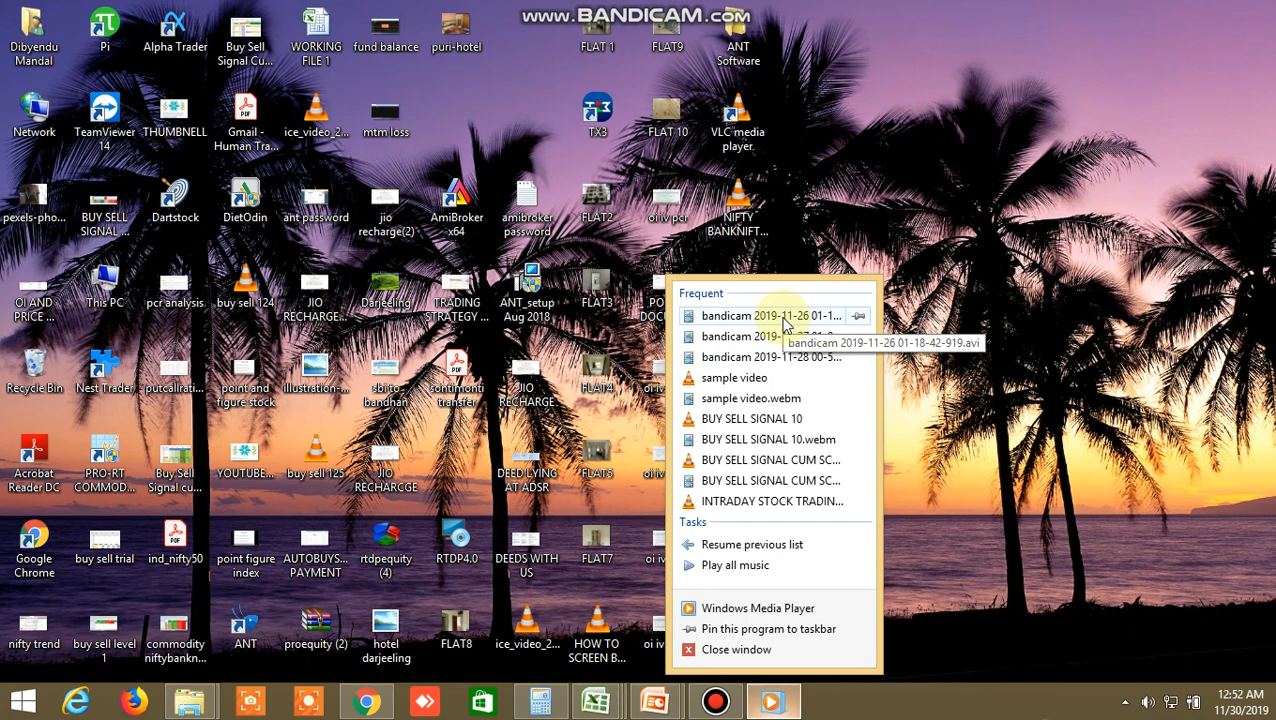 www.BANDICAM.com
Dibyendu
Mandal
Pi
Alpha Trader
Buy Sell
Signal Cu...
WORKING
FILE 1
fund balance
puri-hotel
FLAT 1
FLAT9
ANT
Software
Network
TeamViewer
14
THUMBNELL
Gmail -
Human Tra...
ice_video_2...
mtm loss
TX3
FLAT 10
VLC media
player.
pexels-pho...
BUY SELL
SIGNAL ...
Dartstock
DietOdin
ant password
jio
recharge(2)
AmiBroker
x64
amibroker
password
FLAT2
oi iv pcr
NIFTY
BANKNIFT...
OI AND
PRICE ...
This PC
pcr analysis
buy sell 124
JIO
RECHARGE...
Darjeeling
TRADING
STRATEGY ...
ANT_setup
Aug 2018
FLAT3
Recycle Bin
Nest Trader
putcallrati...
point and
figure stock
illustration-...
sbi to
bandhan
sontimonti
transfer
JIO
RECHARGE...
FLAT4
Acrobat
Reader DC
PRO-RT
COMMOD...
Buy Sell
Signal cu...
YOUTUBE...
buy sell 125
JIO
RECHARCGE
DEED LYING
AT ADSR
FLAT5
Google
Chrome
buy sell trial
ind_nifty50
point figure
index
AUTOBUYS...
PAYMENT
rtdpequity
(4)
RTDP4.0
DEEDS WITH
US
FLAT7
nifty trend
buy sell level
1
commodity
niftybankn...
ANT
proequity (2)
hotel
darjeeling
FLAT8
ice_video_2...
HOW TO
SCREEN B...
Frequent
bandicam 2019-11-26 01-1...
bandicam 2019-11-26 01-18-42-919.avi
bandicam 2019-11-28 00-5...
sample video
sample video.webm
BUY SELL SIGNAL 10
BUY SELL SIGNAL 10.webm
BUY SELL SIGNAL CUM SC...
BUY SELL SIGNAL CUM SC...
INTRADAY STOCK TRADIN...
Tasks
Resume previous list
Play all music
Windows Media Player
Pin this program to taskbar
Close window
12:52 AM
11/30/2019